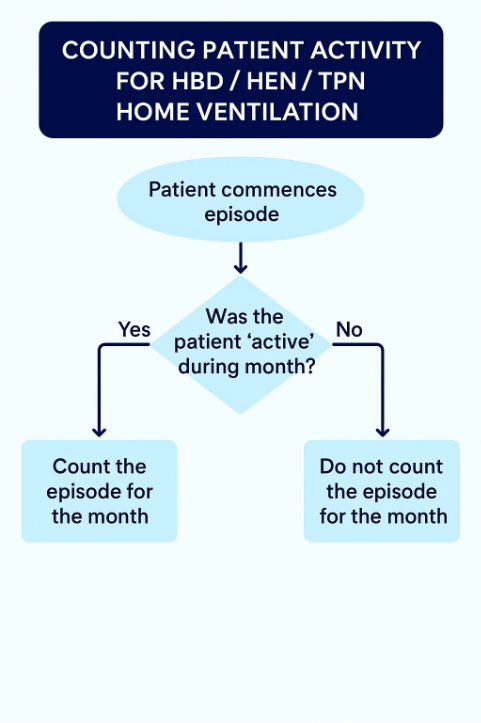 COUNTING PATIENT ACTIVITY
FOR HBD / HEN / TPN
HOME VENTILATION
Patient commences
episode
Was the
patient ‘active’
during month?
Yes
No
Count the
episode for
the month
Do not count
the episode
for the month